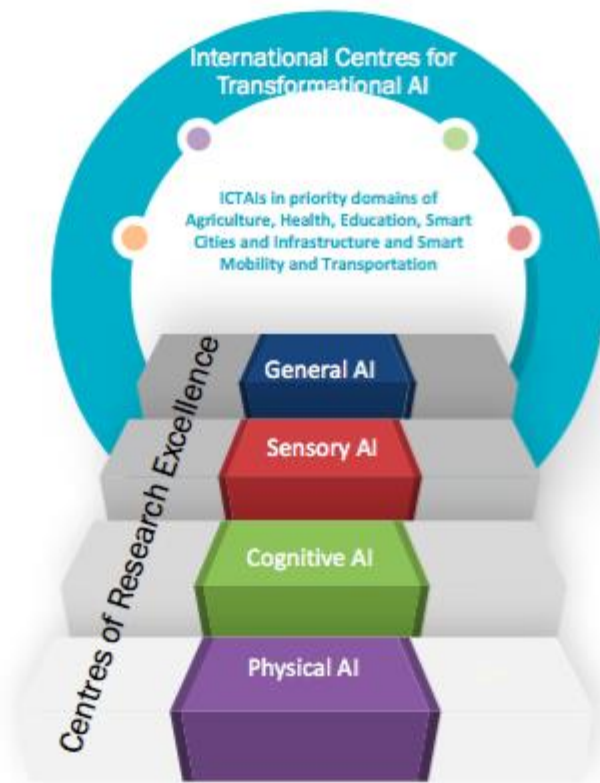 International Centres for
Transformational AI
ICTAIs in priority domains of
Agriculture, Health, Education, Smart
Cities and Infrastructure and Smart
Mobility and Transportation
General AI
Sensory AI
Cognitive AI
Physical AI
Centres of Research Excellence